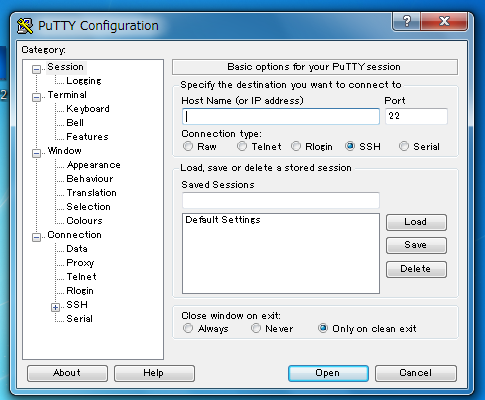 PuTTY Configuration
Category:
Session
Logging
Terminal
Keyboard
Bell
Features
Window
Appearance
Behaviour
Translation
Selection
Colours
Connection
Data
Proxy
Telnet
Rlogin
SSH
Serial
Basic options for your PuTTY session
Specify the destination you want to connect to
Host Name (or IP address) Port
22
Connection type:
Raw Telnet Rlogin SSH Serial
Load, save or delete a stored session
Saved Sessions
Default Settings
Load
Save
Delete
Close window on exit:
Always Never Only on clean exit
About Help Open Cancel
2